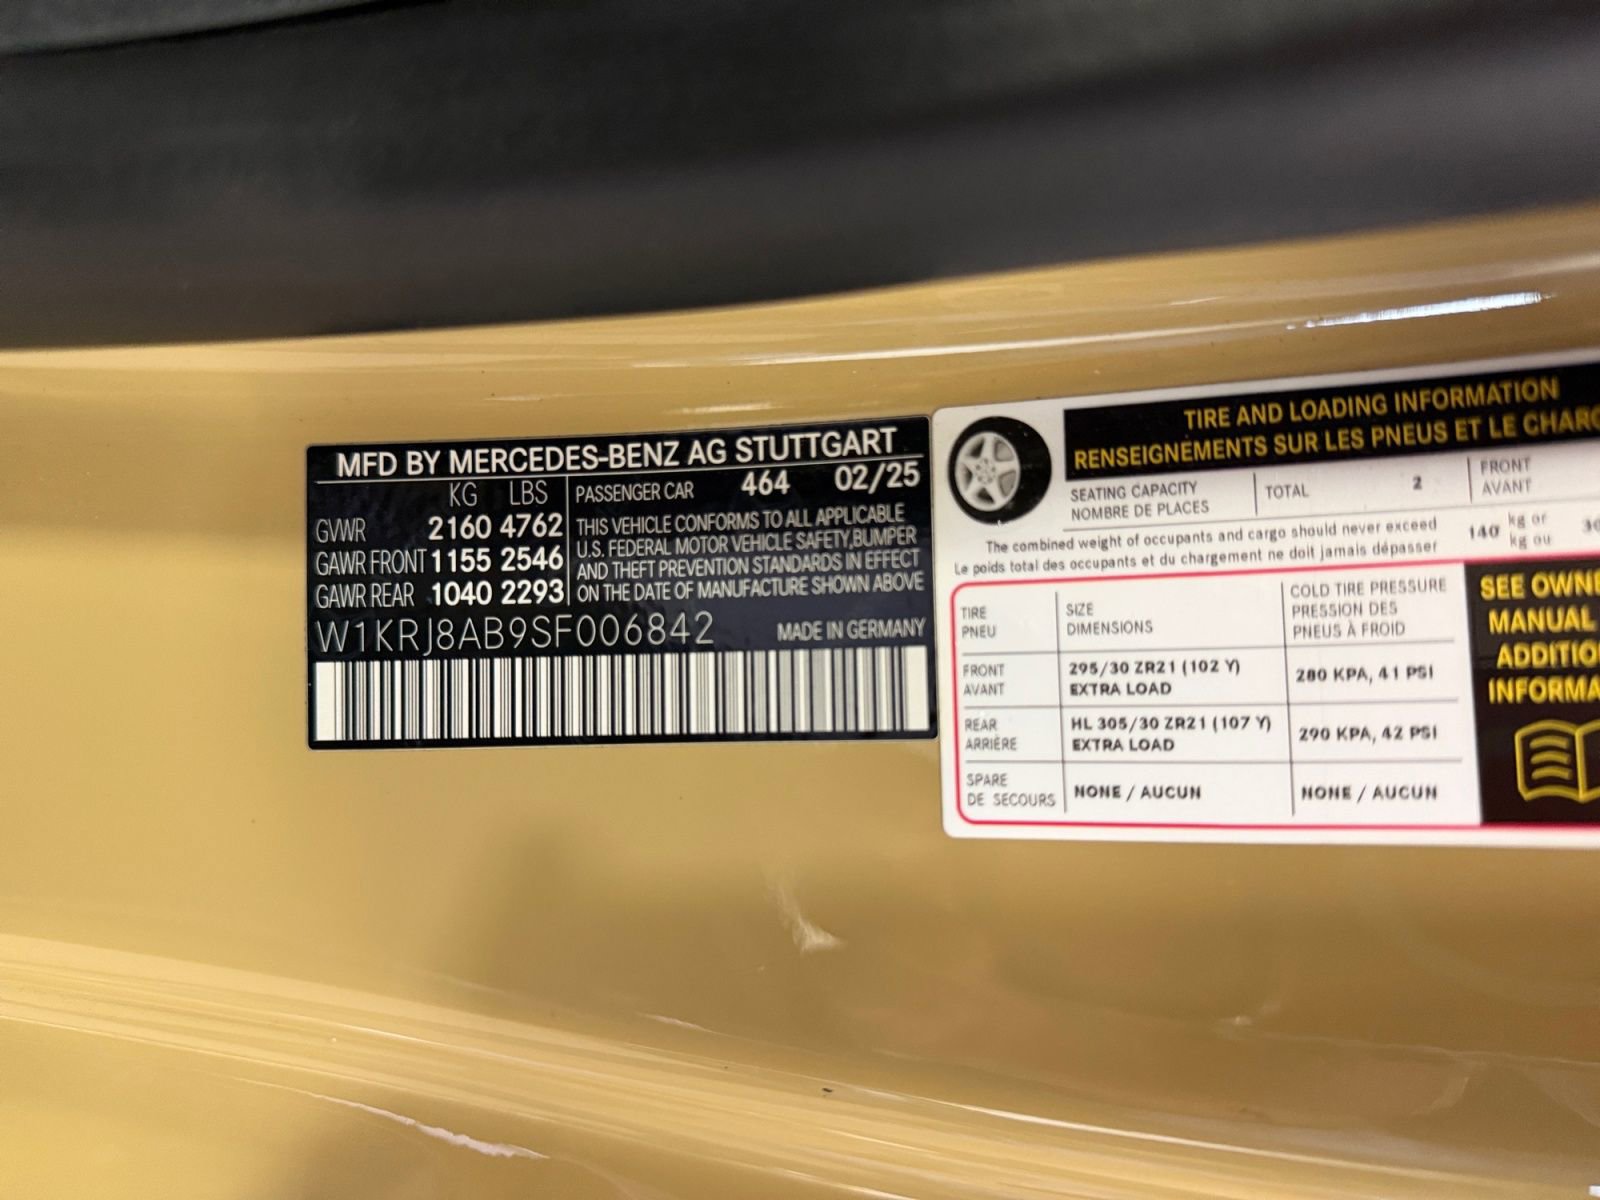 MFD BY MERCEDES-BENZ AG STUTTGART
KG LBS
GVWR 2160 4762
GAWR FRONT 1155 2546
GAWR REAR 1040 2293
PASSENGER CAR 464 02/25
THIS VEHICLE CONFORMS TO ALL APPLICABLE
U.S. FEDERAL MOTOR VEHICLE SAFETY,BUMPER
AND THEFT PREVENTION STANDARDS IN EFFECT
ON THE DATE OF MANUFACTURE SHOWN ABOVE
W1KRJ8AB9SF006842 MADE IN GERMANY
TIRE AND LOADING INFORMATION
RENSEIGNEMENTS SUR LES PNEUS ET LE
SEATING CAPACITY
NOMBRE DE PLACES
TOTAL 2
FRONT
AVANT
The combined weight of occupants and cargo should never exceed
Le poids total des occupants et du chargement ne doit jamais dépasser
140 kg or
kg ou
TIRE
PNEU
SIZE
DIMENSIONS
COLD TIRE PRESSURE
PRESSION DES
PNEUS À FROID
FRONT
AVANT
295/30 ZR21 (102 Y)
EXTRA LOAD
280 KPA, 41 PSI
REAR
ARRIÈRE
HL 305/30 ZR21 (107 Y)
EXTRA LOAD
290 KPA, 42 PSI
SPARE
DE SECOURS
NONE / AUCUN
NONE / AUCUN
SEE
MANUAL